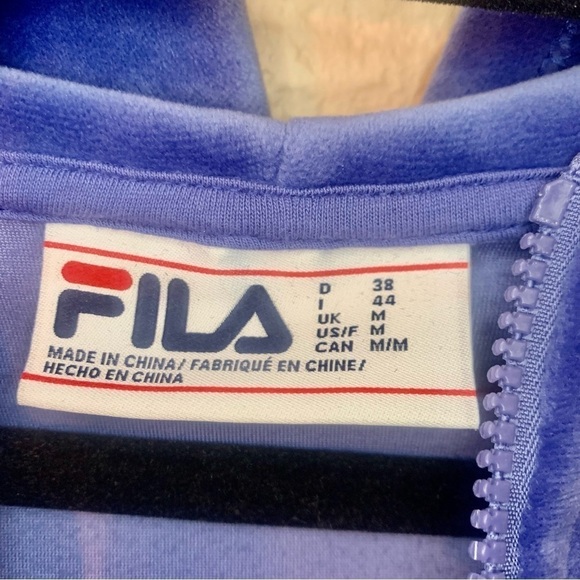 FILA
D 38
I 44
UK M
US/F M
CAN M/M
MADE IN CHINA/ FABRIQUÉ EN CHINE/
HECHO EN CHINA